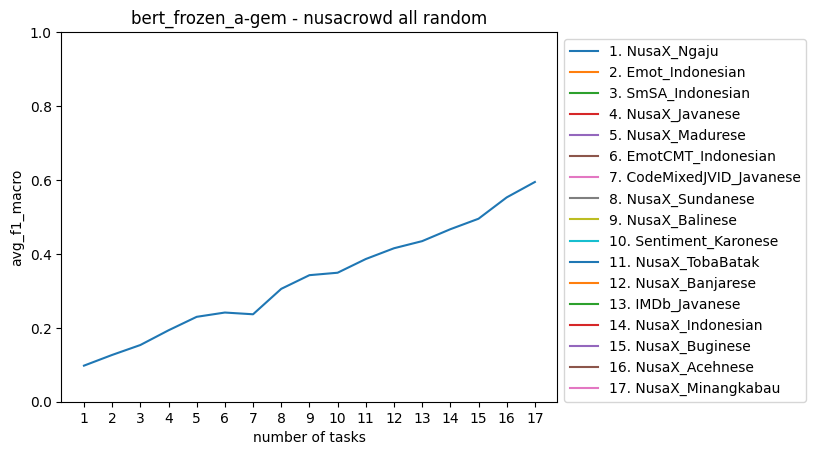 bert_frozen_a-gem - nusacrowd all random
avg_f1_macro
1.0
0.8
0.6
0.4
0.2
0.0
1 2 3 4 5 6 7 8 9 10 11 12 13 14 15 16 17
number of tasks
1. NusaX_Ngaju
2. Emot_Indonesian
3. SmSA_Indonesian
4. NusaX_Javanese
5. NusaX_Madurese
6. EmotCMT_Indonesian
7. CodeMixedJVID_Javanese
8. NusaX_Sundanese
9. NusaX_Balinese
10. Sentiment_Karonese
11. NusaX_TobaBatak
12. NusaX_Banjarese
13. IMDb_Javanese
14. NusaX_Indonesian
15. NusaX_Buginese
16. NusaX_Acehnese
17. NusaX_Minangkabau